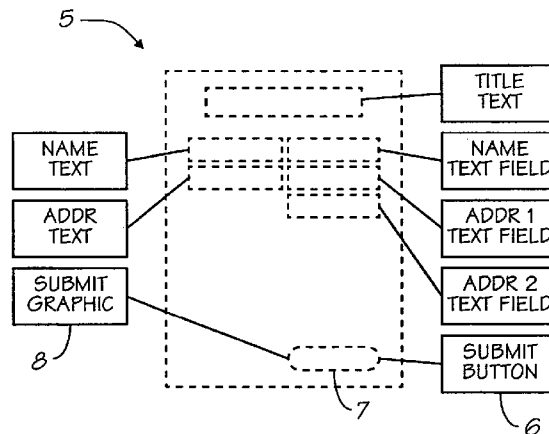 5
TITLE
TEXT
NAME
TEXT
NAME
TEXT FIELD
ADDR
TEXT
ADDR 1
TEXT FIELD
SUBMIT
GRAPHIC
ADDR 2
TEXT FIELD
8
7
SUBMIT
BUTTON
6